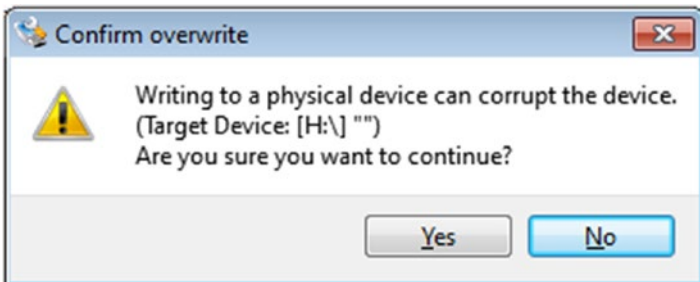 Confirm overwrite
Writing to a physical device can corrupt the device.
(Target Device: [H:\] "")
Are you sure you want to continue?
Yes
No